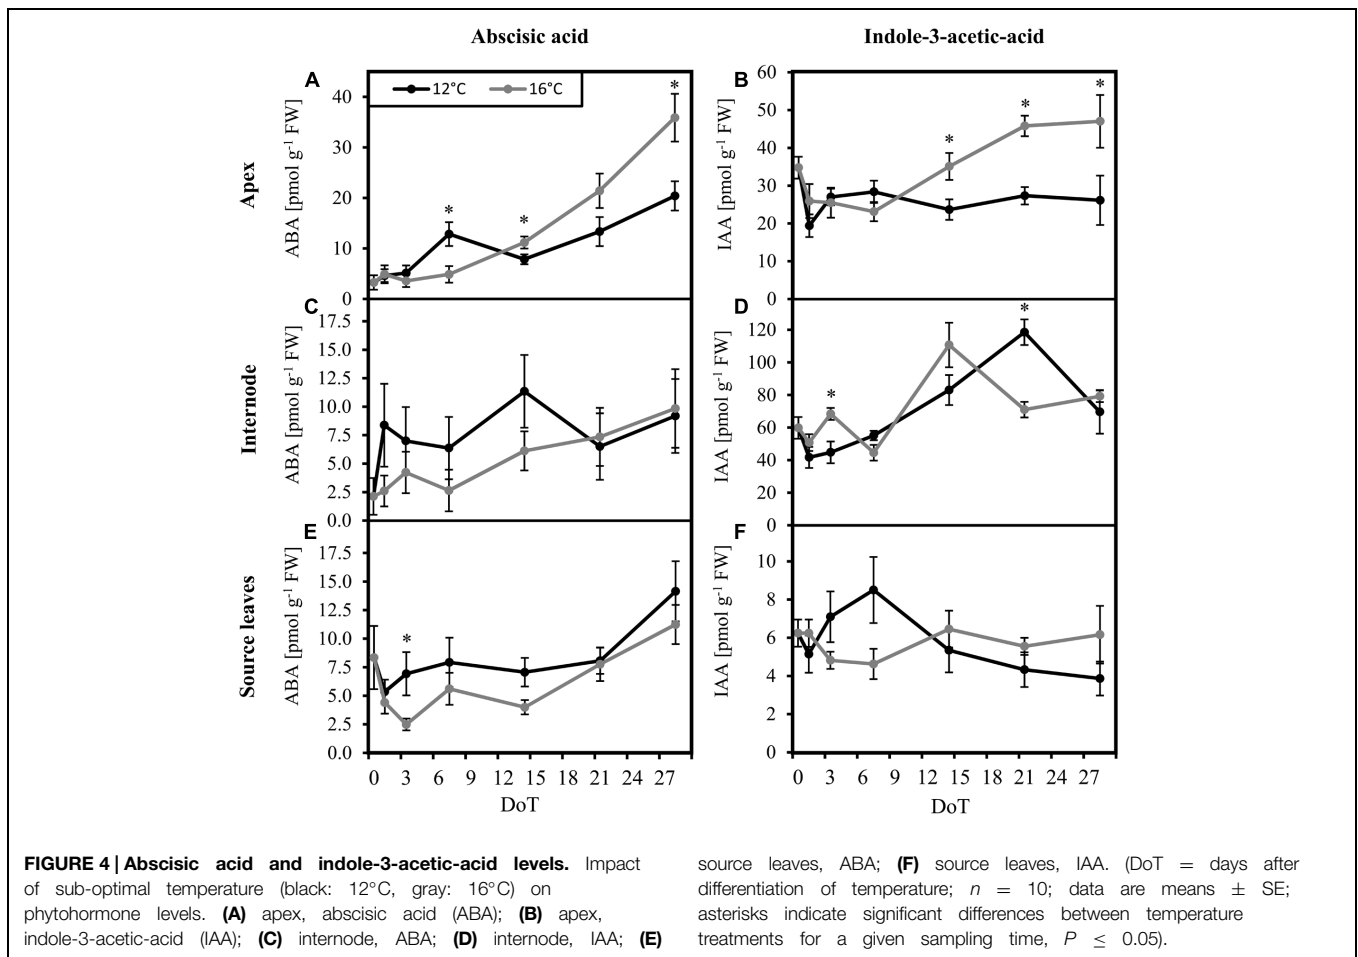 Abscisic acid
Indole-3-acetic-acid
Apex
A
12°C 16°C
ABA [pmol g-1 FW]
40
30
20
10
0
*
*
*
B
IAA [pmol g-1 FW]
60
50
40
30
20
10
0
*
*
*
Internode
C
ABA [pmol g-1 FW]
17.5
15.0
12.5
10.0
7.5
5.0
2.5
0.0
D
IAA [pmol g-1 FW]
120
100
80
60
40
20
0
*
*
Source leaves
E
ABA [pmol g-1 FW]
17.5
15.0
12.5
10.0
7.5
5.0
2.5
0.0
*
0 3 6 9 12 15 18 21 24 27
DoT
F
IAA [pmol g-1 FW]
10
8
6
4
2
0
0 3 6 9 12 15 18 21 24 27
DoT
FIGURE 4 | Abscisic acid and indole-3-acetic-acid levels. Impact
of sub-optimal temperature (black: 12°C, gray: 16°C) on
phytohormone levels. (A) apex, abscisic acid (ABA); (B) apex,
indole-3-acetic-acid (IAA); (C) internode, ABA; (D) internode, IAA; (E)
source leaves, ABA; (F) source leaves, IAA. (DoT = days after
differentiation of temperature; n = 10; data are means ± SE;
asterisks indicate significant differences between temperature
treatments for a given sampling time, P ≤ 0.05).